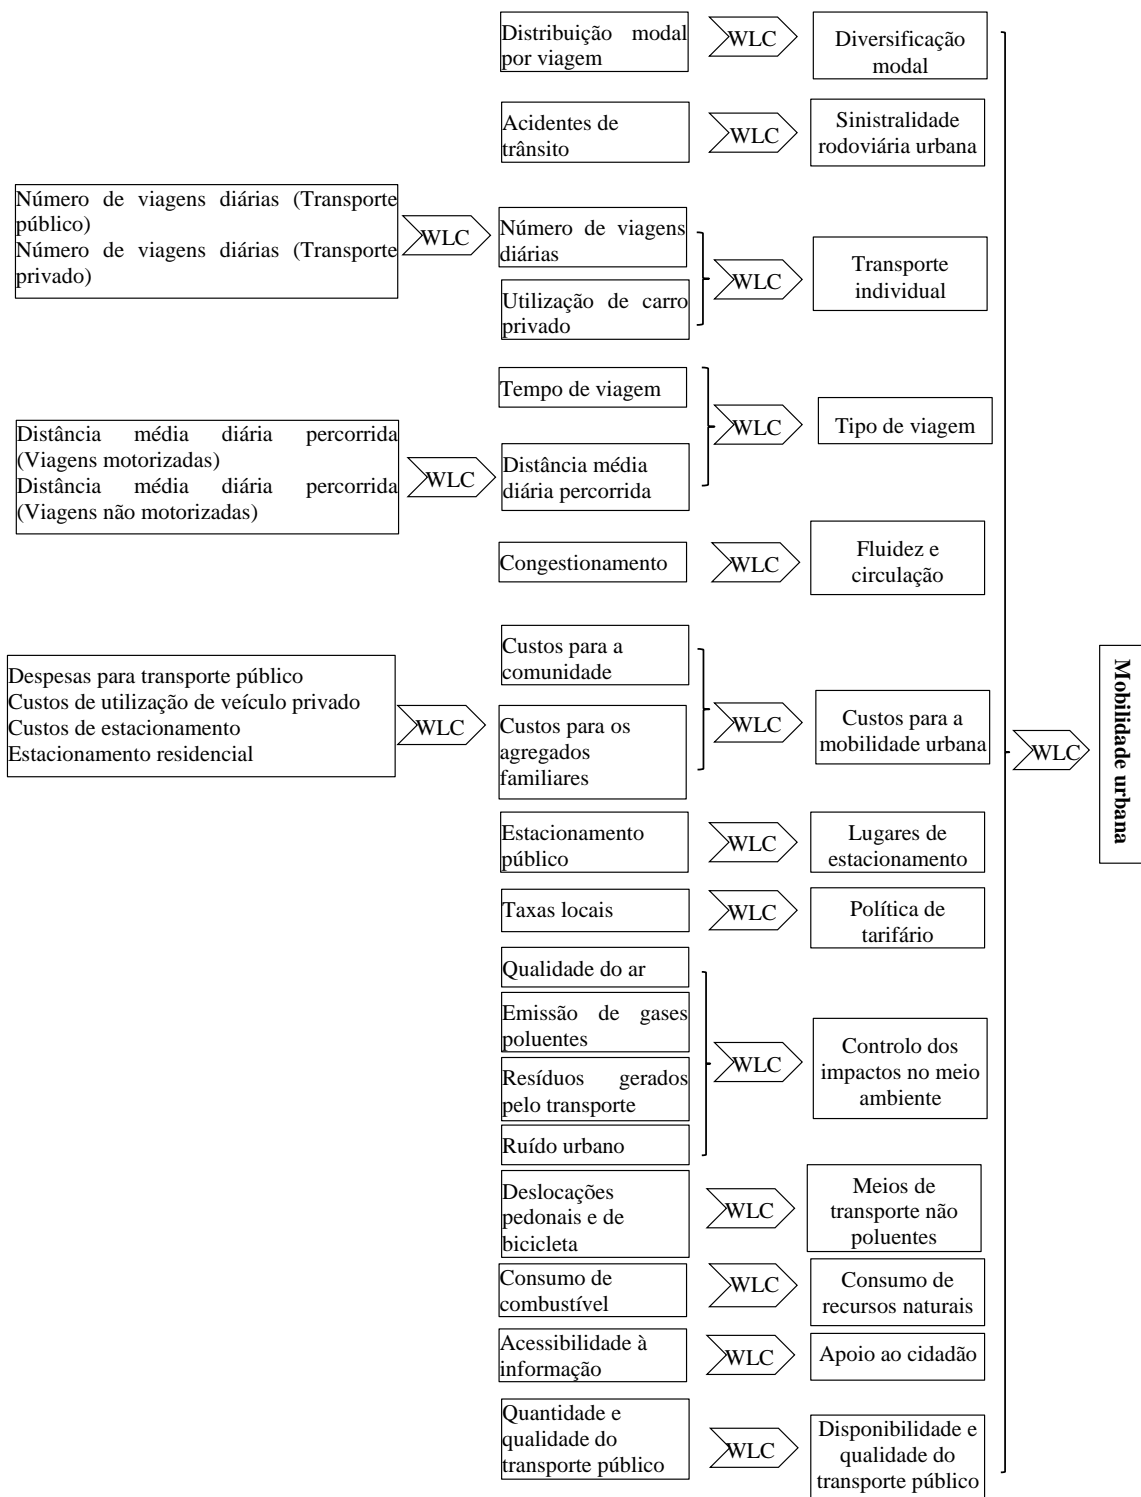 Distribuição modal
por viagem
WLC
Diversificação
modal
Acidentes de
trânsito
WLC
Sinistralidade
rodoviária urbana
Número de viagens diárias (Transporte
público)
Número de viagens diárias (Transporte
privado)
WLC
Número de viagens
diárias
Utilização de carro
privado
WLC
Transporte
individual
Tempo de viagem
Distância média diária percorrida
(Viagens motorizadas)
Distância média diária percorrida
(Viagens não motorizadas)
WLC
Distância média
diária percorrida
WLC
Tipo de viagem
Congestionamento
WLC
Fluidez e
circulação
Despesas para transporte público
Custos de utilização de veículo privado
Custos de estacionamento
Estacionamento residencial
WLC
Custos para a
comunidade
Custos para os
agregados
familiares
WLC
Custos para a
mobilidade urbana
WLC
Mobilidade urbana
Estacionamento
público
WLC
Lugares de
estacionamento
Taxas locais
WLC
Política de
tarifário
Qualidade do ar
Emissão de gases
poluentes
Resíduos gerados
pelo transporte
Ruído urbano
WLC
Controlo dos
impactos no meio
ambiente
Deslocações
pedonais e de
bicicleta
WLC
Meios de
transporte não
poluentes
Consumo de
combustível
WLC
Consumo de
recursos naturais
Acessibilidade à
informação
WLC
Apoio ao cidadão
Quantidade e
qualidade do
transporte público
WLC
Disponibilidade e
qualidade do
transporte público